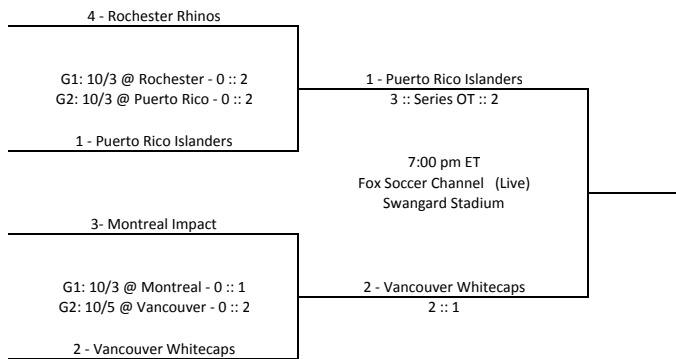 4 - Rochester Rhinos
G1: 10/3 @ Rochester - 0 :: 2
G2: 10/3 @ Puerto Rico - 0 :: 2
1 - Puerto Rico Islanders
1 - Puerto Rico Islanders
3 :: Series OT :: 2
7:00 pm ET
Fox Soccer Channel (Live)
Swangard Stadium
3- Montreal Impact
G1: 10/3 @ Montreal - 0 :: 1
G2: 10/5 @ Vancouver - 0 :: 2
2 - Vancouver Whitecaps
2 - Vancouver Whitecaps
2 :: 1